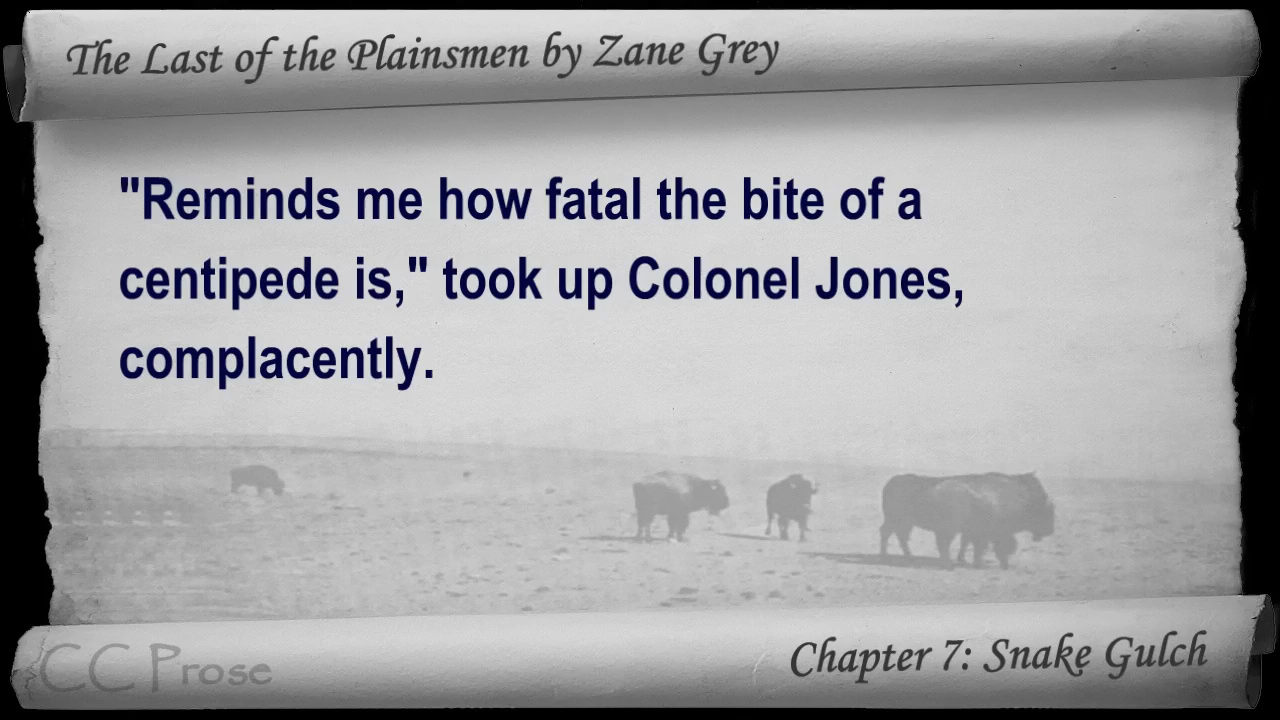 The Last of the Plainsmen by Zane Grey
"Reminds me how fatal the bite of a
centipede is," took up Colonel Jones,
complacently.
CC Prose
Chapter 7: Snake Gulch